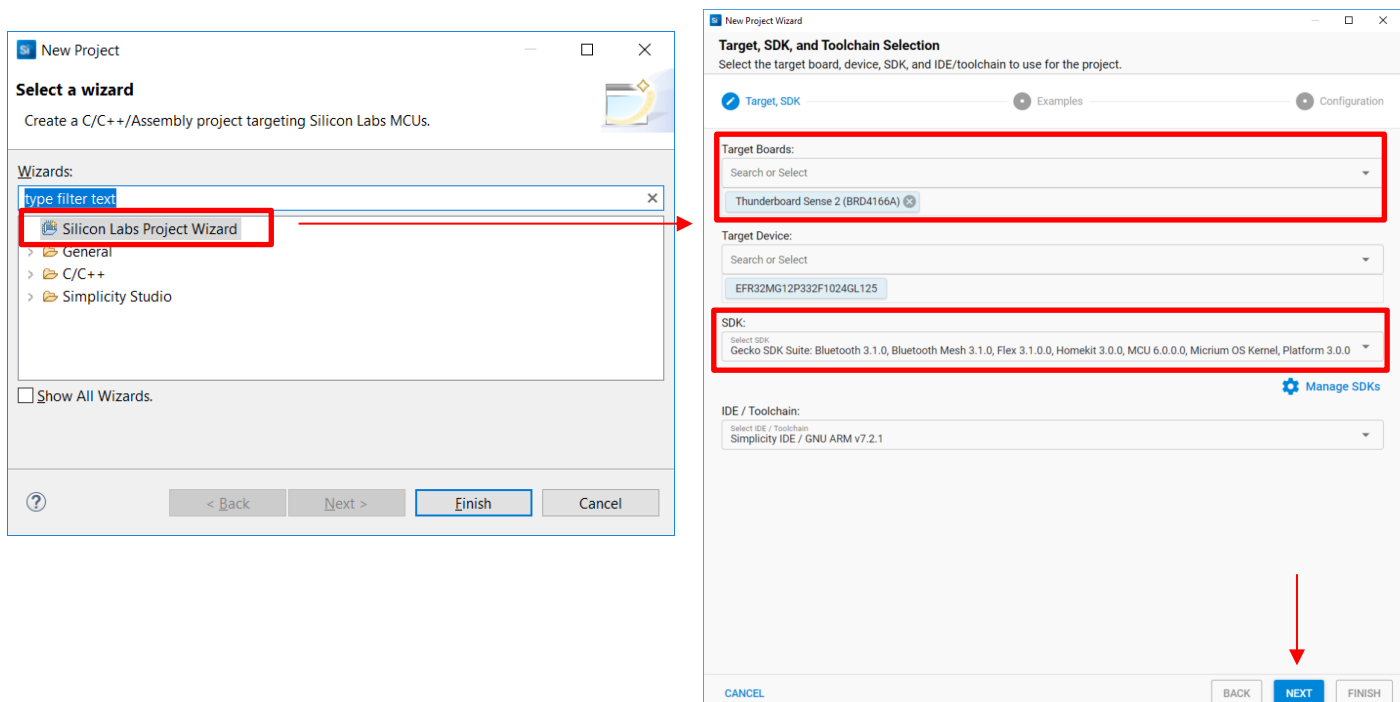 Si New Project
Select a wizard
Create a C/C++/Assembly project targeting Silicon Labs MCUs.
Wizards:
type filter text
Silicon Labs Project Wizard
General
C/C++
Simplicity Studio
Show All Wizards.
< Back
Next >
Finish
Cancel
Si New Project Wizard
Target, SDK, and Toolchain Selection
Select the target board, device, SDK, and IDE/toolchain to use for the project.
Target, SDK
Examples
Configuration
Target Boards:
Search or Select
Thunderboard Sense 2 (BRD4166A)
Target Device:
Search or Select
EFR32MG12P332F1024GL125
SDK:
Select SDK
Gecko SDK Suite: Bluetooth 3.1.0, Bluetooth Mesh 3.1.0, Flex 3.1.0.0, Homekit 3.0.0, MCU 6.0.0.0, Micrium OS Kernel, Platform 3.0.0
Manage SDKs
IDE / Toolchain:
Select IDE / Toolchain
Simplicity IDE / GNU ARM v7.2.1
CANCEL
BACK
NEXT
FINISH